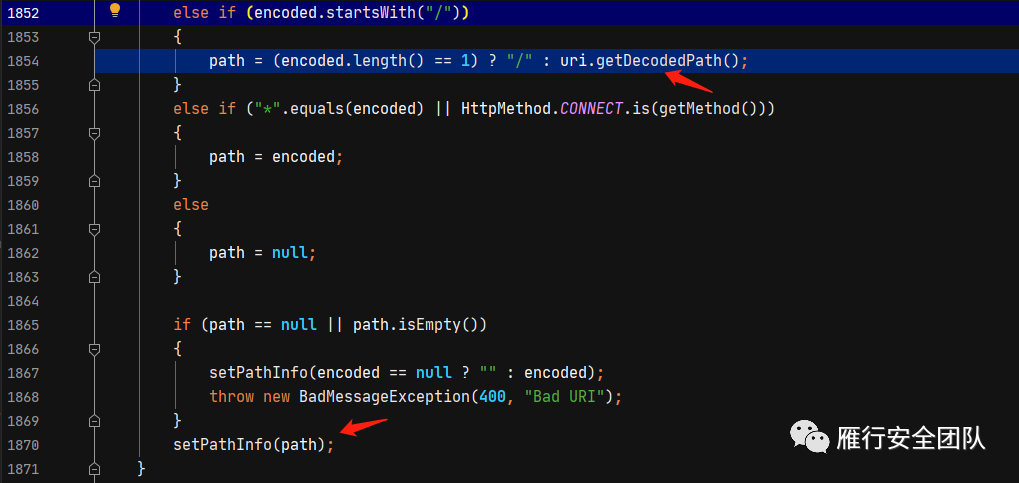 1852 else if (encoded.startsWith("/"))
1853 {
1854 path = (encoded.length() == 1) ? "/" : uri.getDecodedPath();
1855 }
1856 else if ("*".equals(encoded) || HttpMethod.CONNECT.is(getMethod()))
1857 {
1858 path = encoded;
1859 }
1860 else
1861 {
1862 path = null;
1863 }
1864
1865 if (path == null || path.isEmpty())
1866 {
1867 setPathInfo(encoded == null ? "" : encoded);
1868 throw new BadMessageException(400, "Bad URI");
1869 }
1870 setPathInfo(path);
1871 }
雁行安全团队